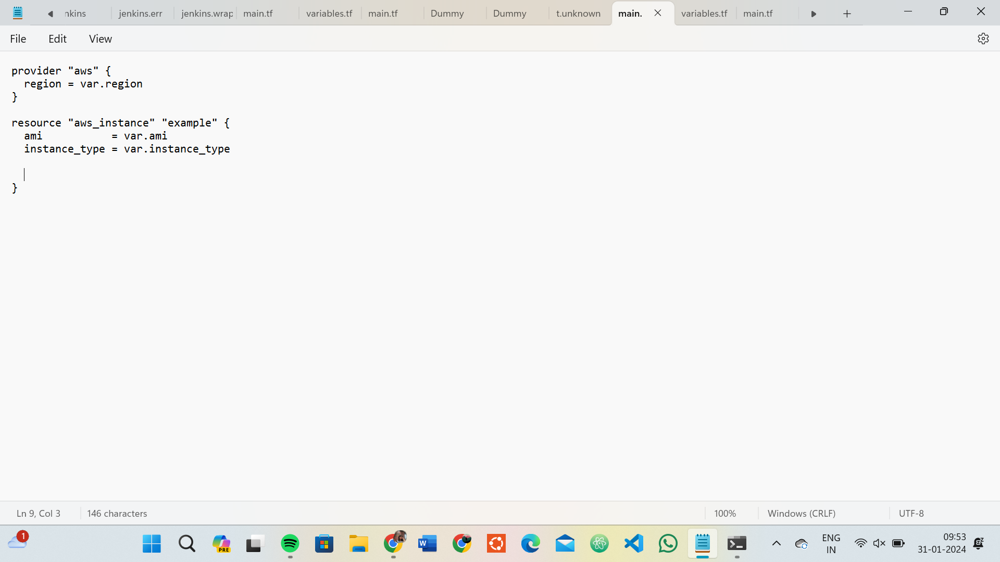 nkins
jenkins.err
jenkins.wrap
main.tf
variables.tf
main.tf
Dummy
Dummy
t.unknown
main.
variables.tf
main.tf
File
Edit
View
provider "aws" {
  region = var.region
}

resource "aws_instance" "example" {
  ami           = var.ami
  instance_type = var.instance_type

}
Ln 9, Col 3
146 characters
100%
Windows (CRLF)
UTF-8
1
PRE
W
ENG
IN
09:53
31-01-2024